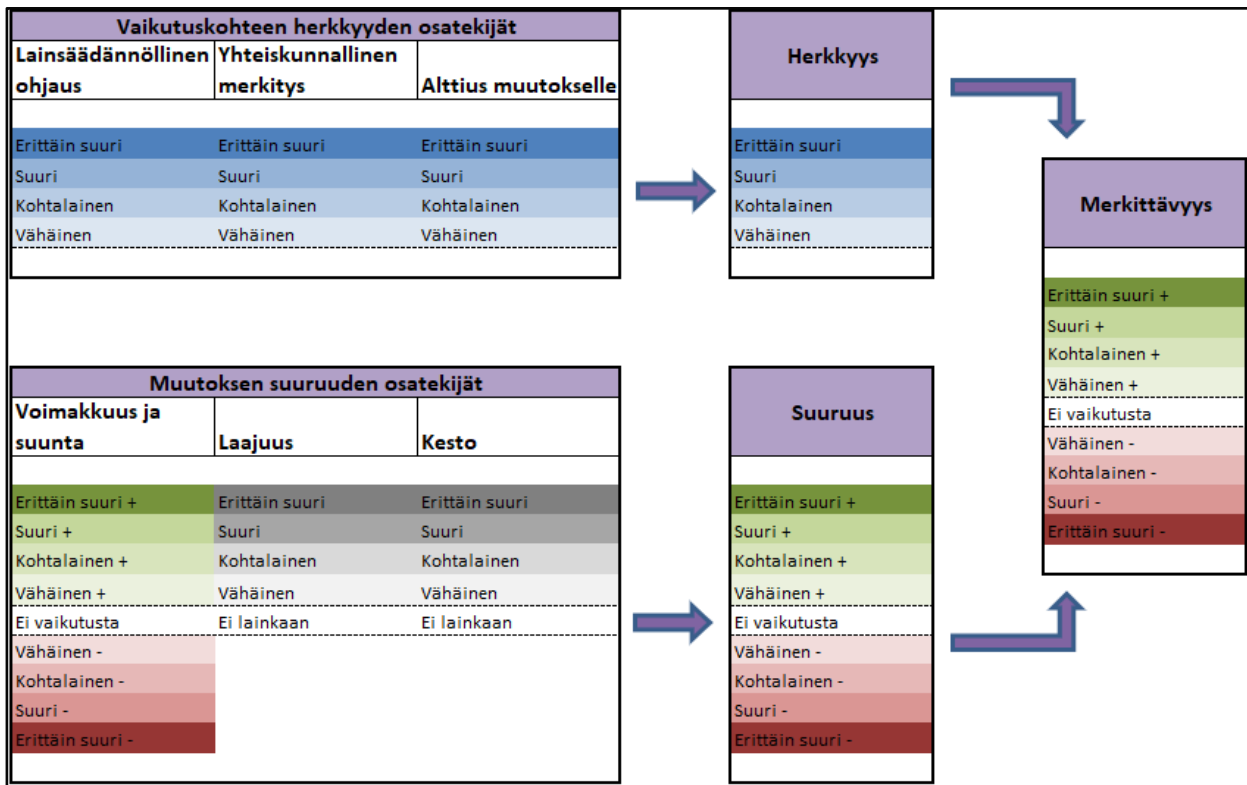 Vaikutuskohteen herkkyyden osatekijät
Lainsäädännöllinen ohjaus
Yhteiskunnallinen merkitys
Alttius muutokselle
Erittäin suuri Erittäin suuri Erittäin suuri
Suuri Suuri Suuri
Kohtalainen Kohtalainen Kohtalainen
Vähäinen Vähäinen Vähäinen
Herkkyys
Erittäin suuri
Suuri
Kohtalainen
Vähäinen
Muutoksen suuruuden osatekijät
Voimakkuus ja suunta
Laajuus
Kesto
Erittäin suuri + Erittäin suuri Erittäin suuri
Suuri + Suuri Suuri
Kohtalainen + Kohtalainen Kohtalainen
Vähäinen + Vähäinen Vähäinen
Ei vaikutusta Ei lainkaan Ei lainkaan
Vähäinen -
Kohtalainen -
Suuri -
Erittäin suuri -
Suuruus
Erittäin suuri +
Suuri +
Kohtalainen +
Vähäinen +
Ei vaikutusta
Vähäinen -
Kohtalainen -
Suuri -
Erittäin suuri -
Merkittävyys
Erittäin suuri +
Suuri +
Kohtalainen +
Vähäinen +
Ei vaikutusta
Vähäinen -
Kohtalainen -
Suuri -
Erittäin suuri -